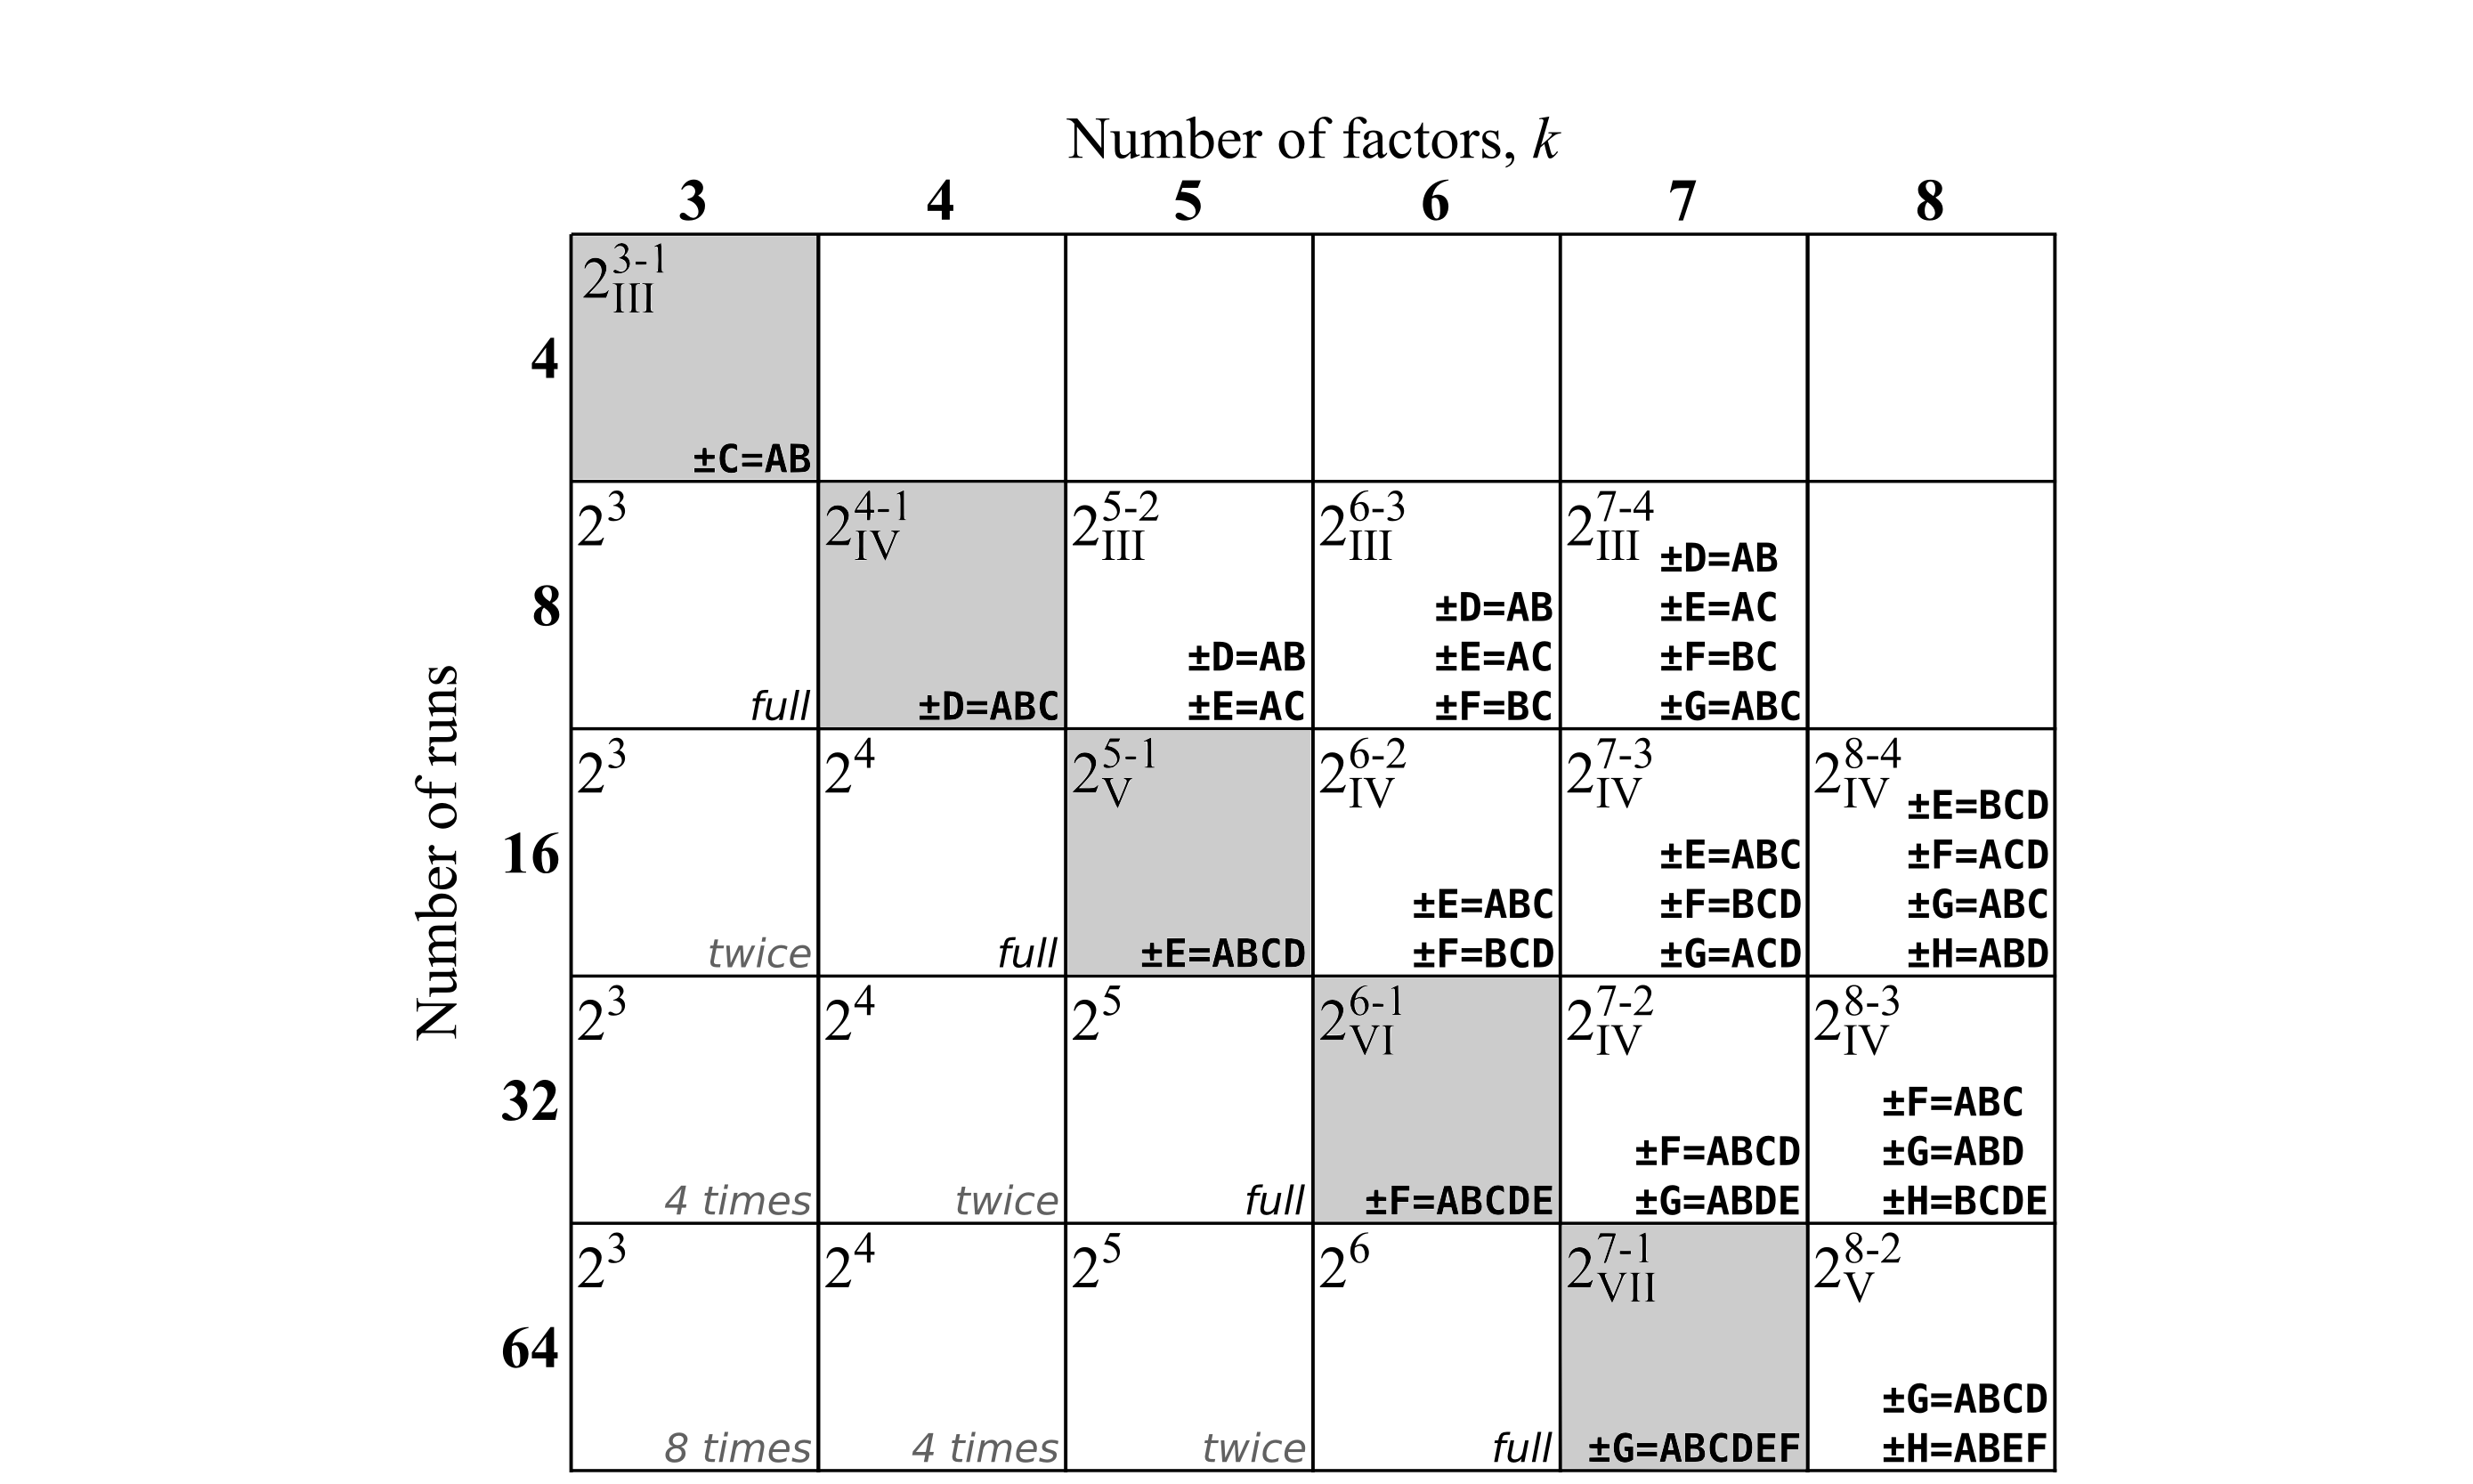 Number of factors, k
3 4 5 6 7 8
Number of runs
4
2^{3-1}_{III}
±C=AB
8
2^3
full
2^{4-1}_{IV}
±D=ABC
2^{5-2}_{III}
±D=AB
±E=AC
2^{6-3}_{III}
±D=AB
±E=AC
±F=BC
2^{7-4}_{III}
±D=AB
±E=AC
±F=BC
±G=ABC
16
2^3
twice
2^4
full
2^{5-1}_{V}
±E=ABCD
2^{6-2}_{IV}
±E=ABC
±F=BCD
2^{7-3}_{IV}
±E=ABC
±F=BCD
±G=ACD
2^{8-4}_{IV}
±E=BCD
±F=ACD
±G=ABC
±H=ABD
32
2^3
4 times
2^4
twice
2^5
full
2^{6-1}_{VI}
±F=ABCDE
2^{7-2}_{IV}
±F=ABCD
±G=ABDE
2^{8-3}_{IV}
±F=ABC
±G=ABD
±H=BCDE
64
2^3
8 times
2^4
4 times
2^5
twice
2^6
full
2^{7-1}_{VII}
±G=ABCDEF
2^{8-2}_{V}
±G=ABCD
±H=ABEF